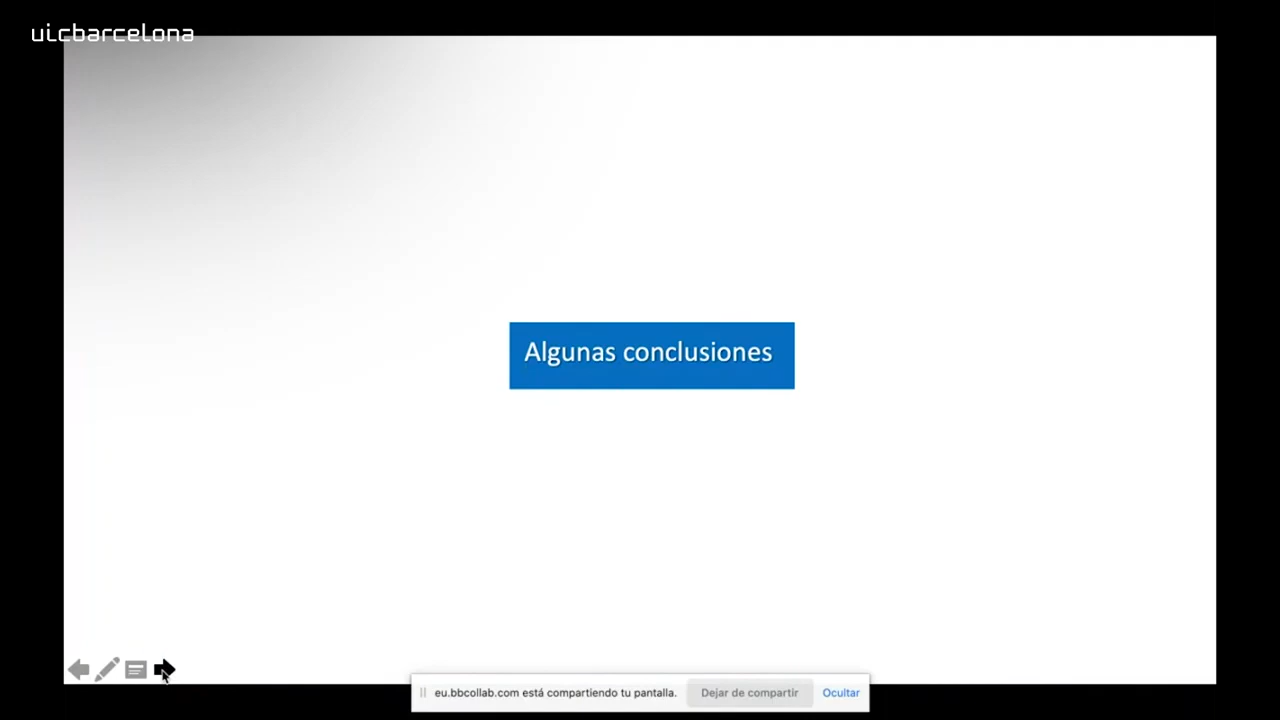 uicbarcelona
Algunas conclusiones
eu.bbcollab.com está compartiendo tu pantalla. Dejar de compartir Ocultar